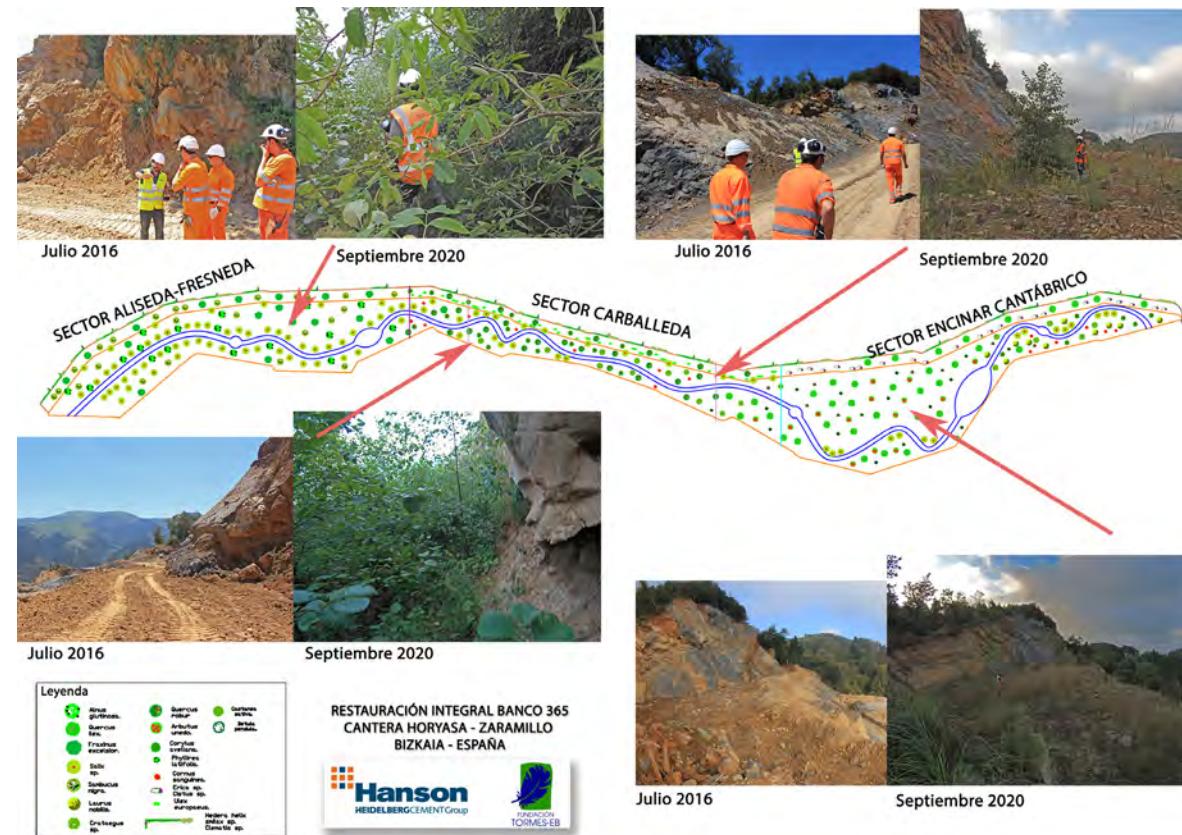 Julio 2016
Septiembre 2020
Julio 2016
Septiembre 2020
SECTOR ALISEDA-FRESNEDA
SECTOR CARBALLEDA
SECTOR ENCINAR CANTÁBRICO
Julio 2016
Septiembre 2020
Julio 2016
Septiembre 2020
Leyenda
Alnus
glutinosa.
Quercus
ilex.
Fraxinus
excelsior.
Salix
sp.
Sambucus
nigra.
Laurus
nobilis.
Crataegus
sp.
Quercus
robur
Arbutus
unedo.
Corylus
avellana.
Phyllirea
latifolia.
Cornus
sanguinea.
Erica sp.
Cistus sp.
Ulex
europaeus.
Hedera helix
smilax sp.
Clematis sp.
Castanea
sativa.
Betula
pendula.
RESTAURACIÓN INTEGRAL BANCO 365
CANTERA HORYASA - ZARAMILLO
BIZKAIA - ESPAÑA
Hanson
HEIDELBERGCEMENTGroup
FUNDACIÓN
TORMES-EB